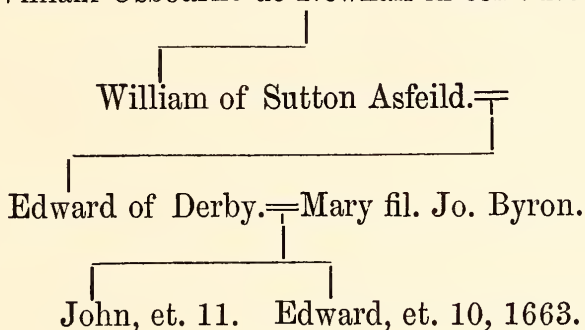 William of Sutton Asfeild.
Edward of Derby. Mary fil. Jo. Byron.
John, et. 11. Edward, et. 10, 1663.